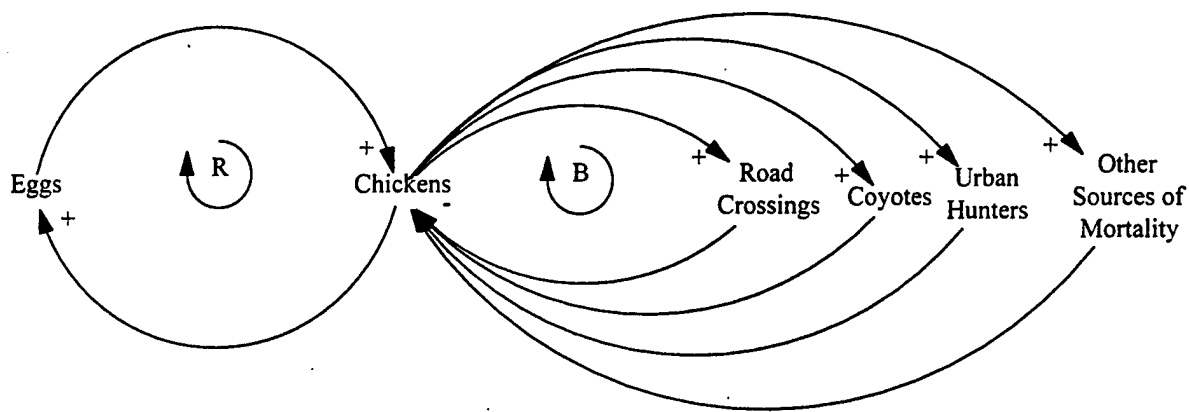 Eggs
+
R
+
Chickens
-
B
+
Road
Crossings
+
Coyotes
+
Urban
Hunters
+
Other
Sources of
Mortality